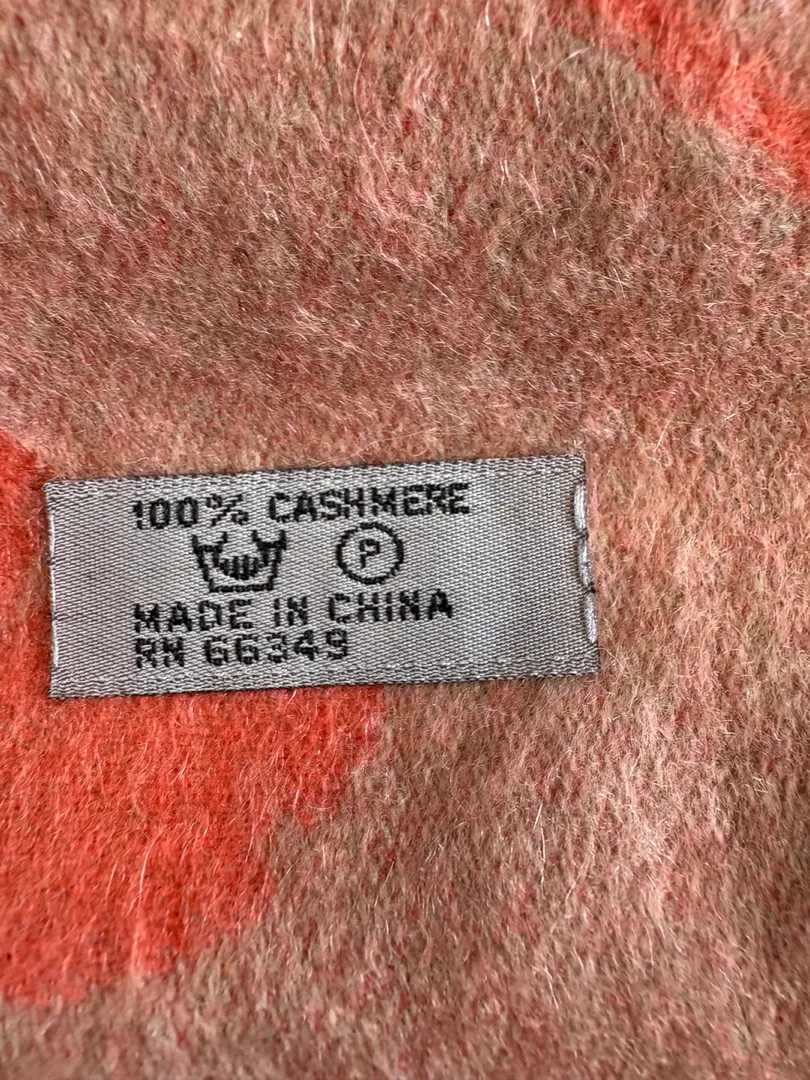 100% CASHMERE
P
MADE IN CHINA
RN 66349